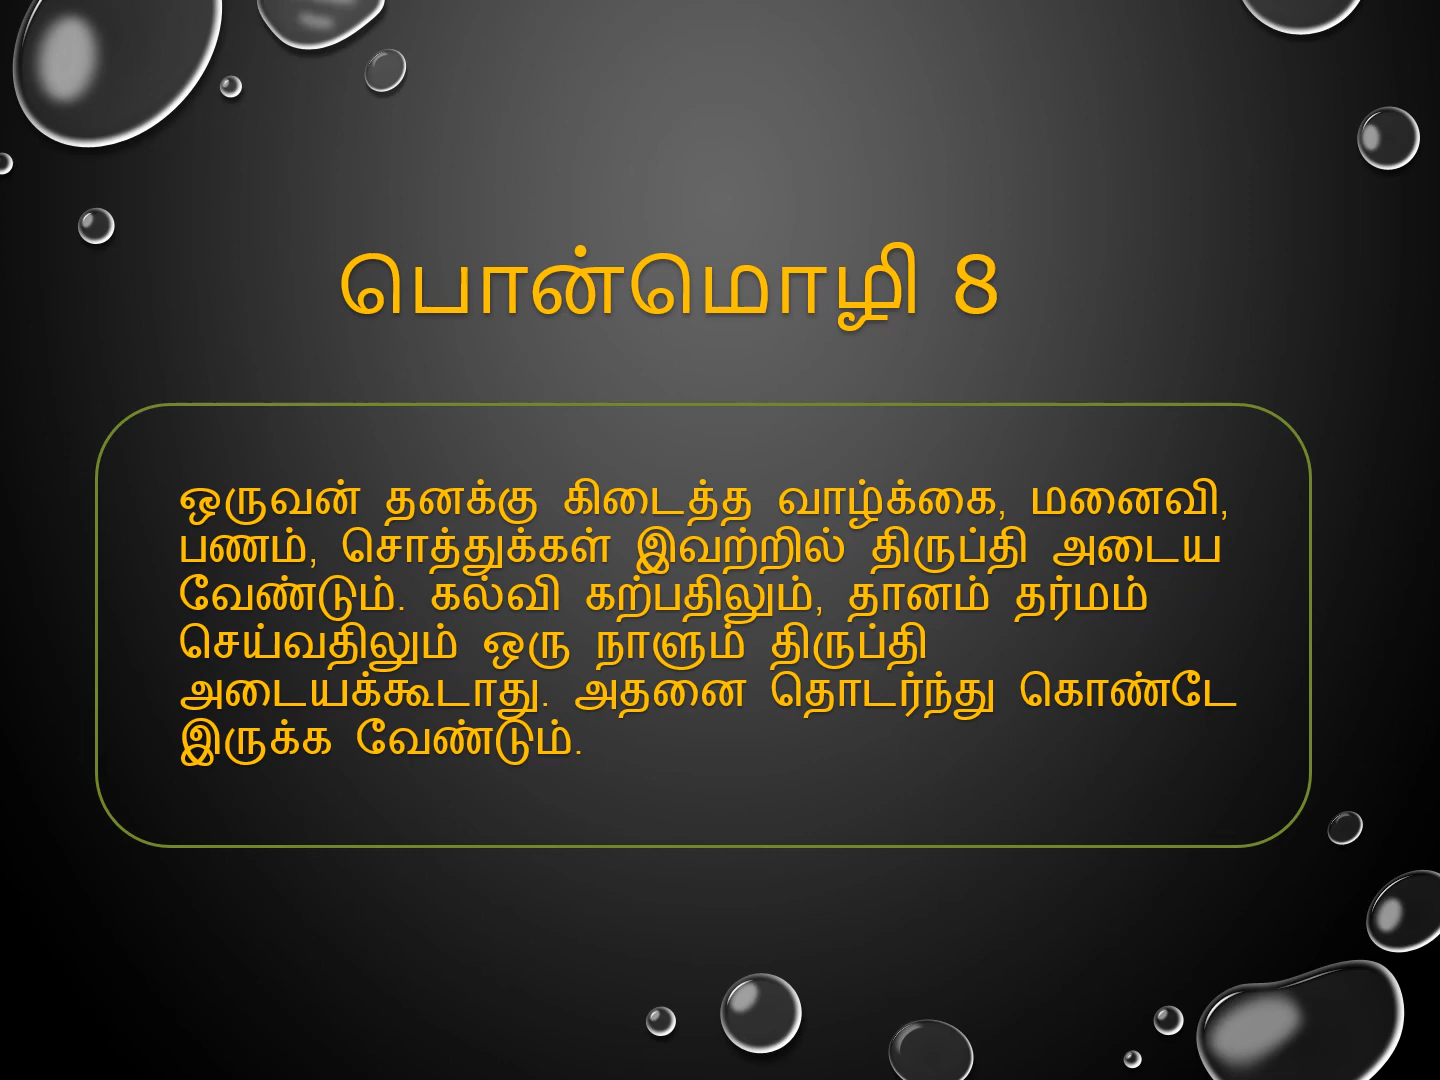 பொன்மொழி 8
ஒருவன் தனக்கு கிடைத்த வாழ்க்கை, மனைவி,
பணம், சொத்துக்கள் இவற்றில் திருப்தி அடைய
வேண்டும். கல்வி கற்பதிலும், தானம் தர்மம்
செய்வதிலும் ஒரு நாளும் திருப்தி
அடையக்கூடாது. அதனை தொடர்ந்து கொண்டே
இருக்க வேண்டும்.